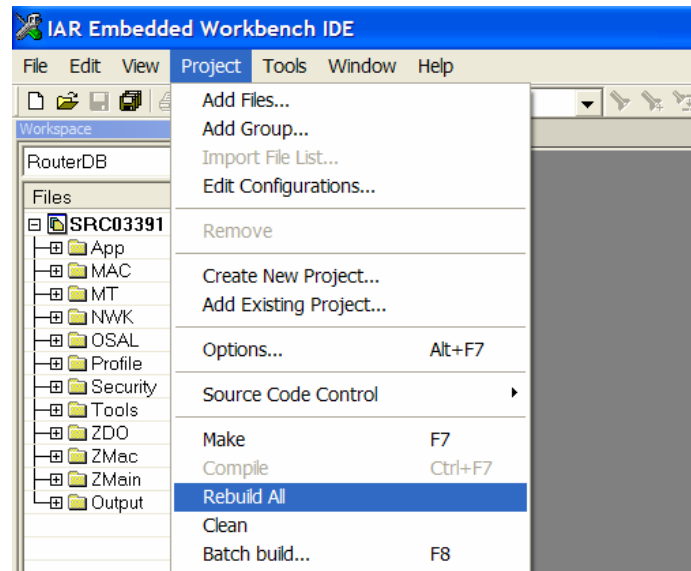 IAR Embedded Workbench IDE
File Edit View Project Tools Window Help
Workspace
RouterDB
Files
SRC03391
App
MAC
MT
NWK
OSAL
Profile
Security
Tools
ZDO
ZMac
ZMain
Output
Add Files...
Add Group...
Import File List...
Edit Configurations...
Remove
Create New Project...
Add Existing Project...
Options... Alt+F7
Source Code Control
Make F7
Compile Ctrl+F7
Rebuild All
Clean
Batch build... F8